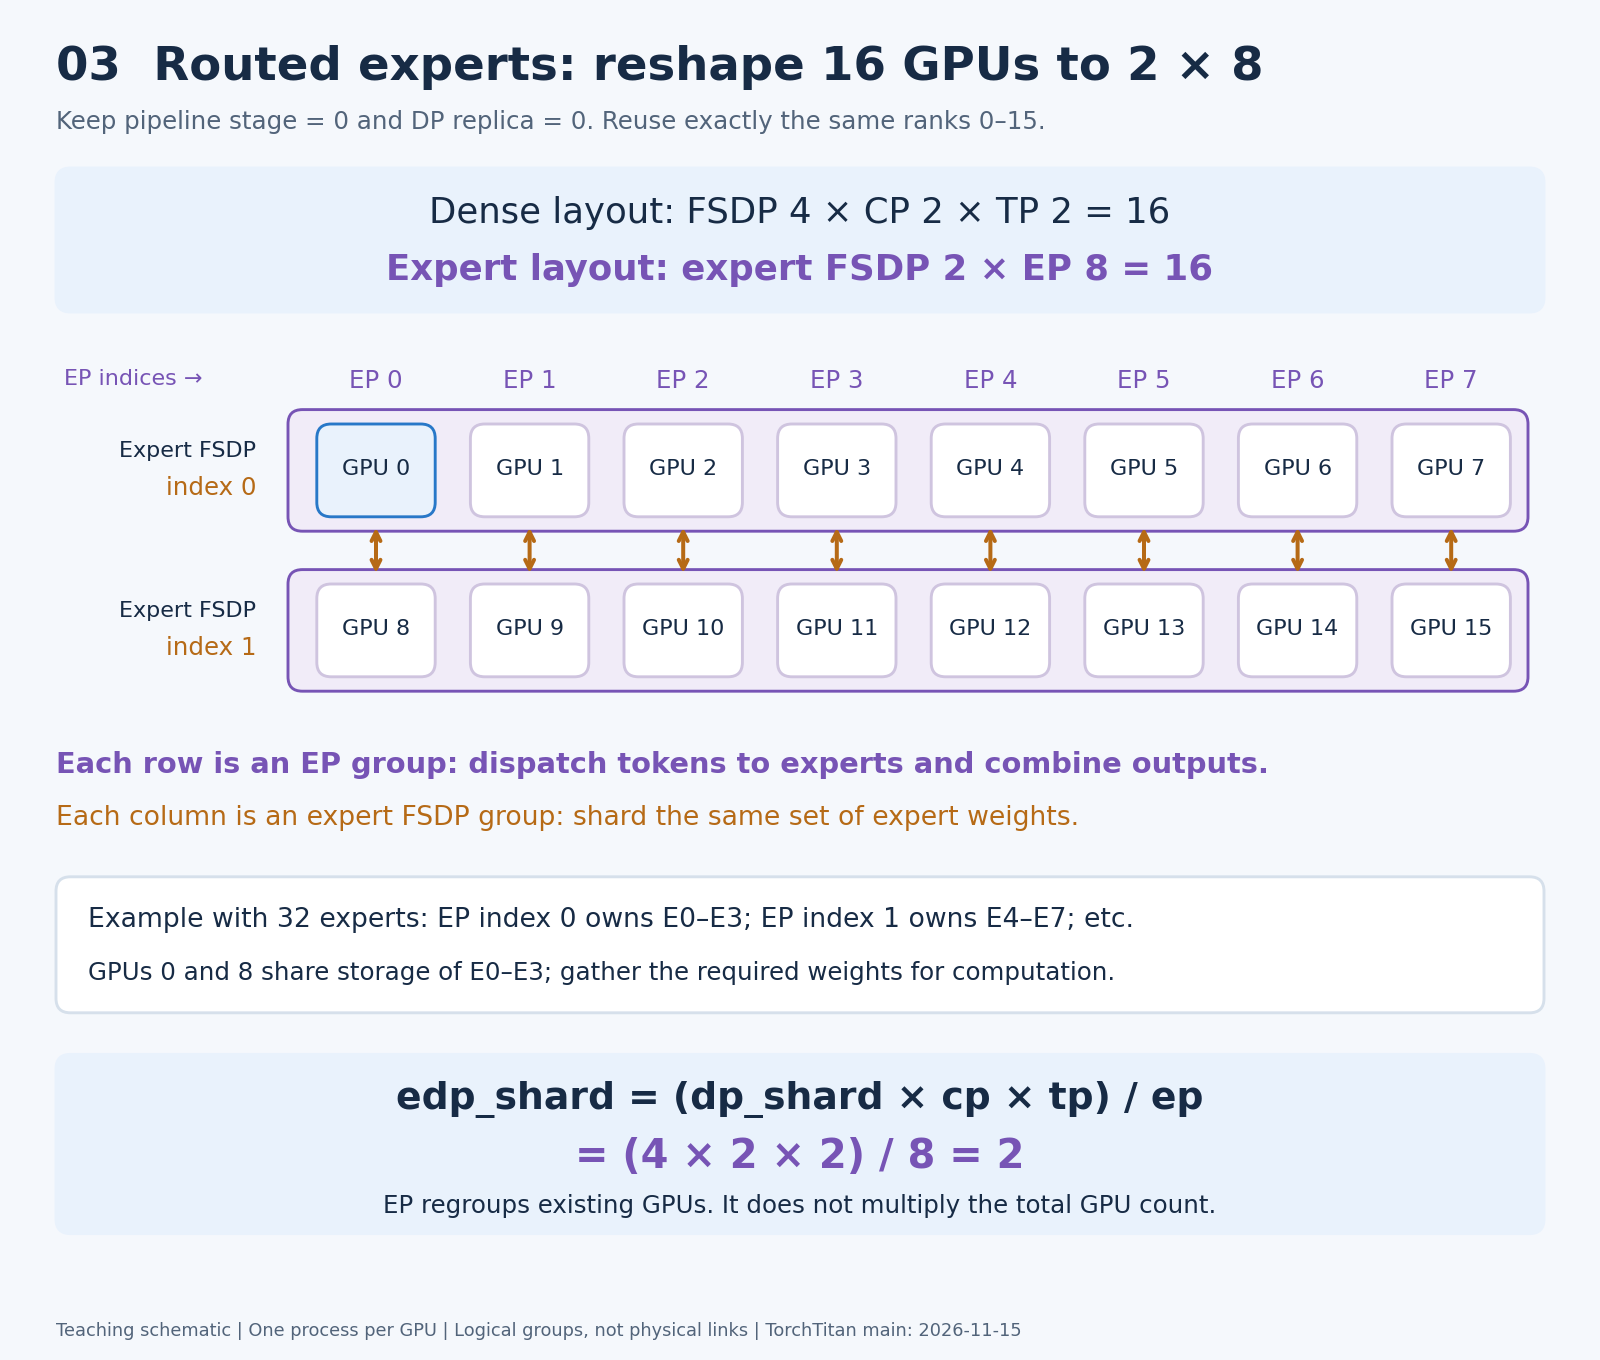 03 Routed experts: reshape 16 GPUs to 2 × 8
Keep pipeline stage = 0 and DP replica = 0. Reuse exactly the same ranks 0–15.
Dense layout: FSDP 4 × CP 2 × TP 2 = 16
Expert layout: expert FSDP 2 × EP 8 = 16
EP indices → EP 0 EP 1 EP 2 EP 3 EP 4 EP 5 EP 6 EP 7
Expert FSDP
index 0
GPU 0 GPU 1 GPU 2 GPU 3 GPU 4 GPU 5 GPU 6 GPU 7
Expert FSDP
index 1
GPU 8 GPU 9 GPU 10 GPU 11 GPU 12 GPU 13 GPU 14 GPU 15
Each row is an EP group: dispatch tokens to experts and combine outputs.
Each column is an expert FSDP group: shard the same set of expert weights.
Example with 32 experts: EP index 0 owns E0–E3; EP index 1 owns E4–E7; etc.
GPUs 0 and 8 share storage of E0–E3; gather the required weights for computation.
edp_shard = (dp_shard × cp × tp) / ep
= (4 × 2 × 2) / 8 = 2
EP regroups existing GPUs. It does not multiply the total GPU count.
Teaching schematic | One process per GPU | Logical groups, not physical links | TorchTitan main: 2026-11-15